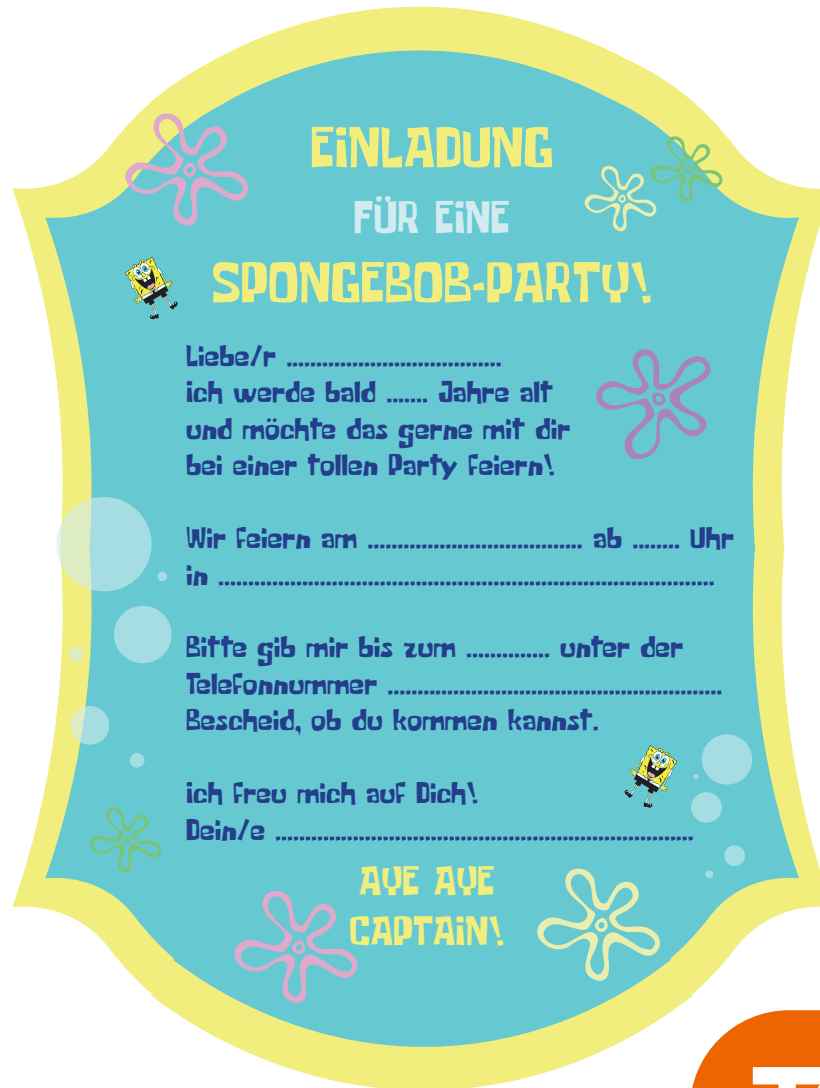 EiNLADUNG
FÜR EiNE
SPONGEBOB-PARTY!
Liebe/r ....................................
ich werde bald ....... Jahre alt
und möchte das gerne mit dir
bei einer tollen Party feiern!
Wir feiern am .................................... ab ........ Uhr
in ...................................................................................
Bitte gib mir bis zum .............. unter der
Telefonnummer ........................................................
Bescheid, ob du kommen kannst.
ich freu mich auf Dich!
Dein/e ......................................................................
AYE AYE
CAPTAiN!